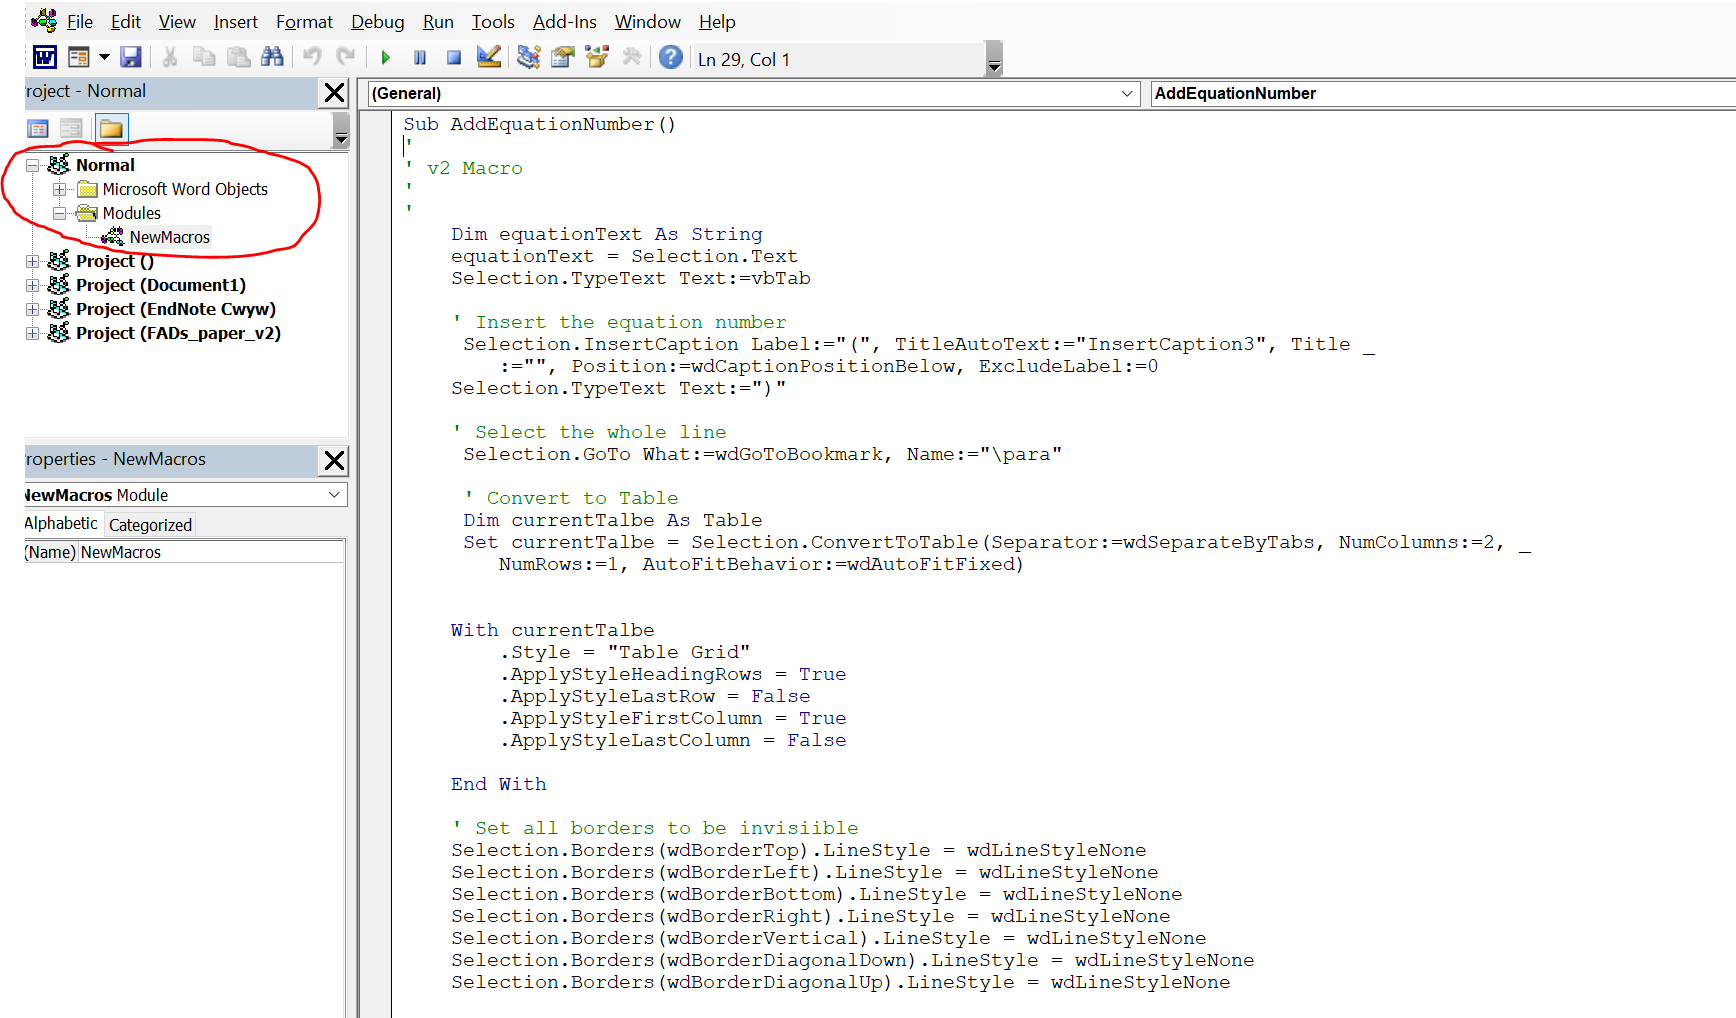 File Edit View Insert Format Debug Run Tools Add-Ins Window Help
Ln 29, Col 1
roject - Normal
(General) AddEquationNumber
Normal
Microsoft Word Objects
Modules
NewMacros
Project ()
Project (Document1)
Project (EndNote Cwyw)
Project (FADs_paper_v2)
roperties - NewMacros
NewMacros Module
Alphabetic Categorized
(Name) NewMacros
Sub AddEquationNumber()
'
' v2 Macro
'
'
Dim equationText As String
equationText = Selection.Text
Selection.TypeText Text:=vbTab
' Insert the equation number
Selection.InsertCaption Label:="(", TitleAutoText:="InsertCaption3", Title _
:="", Position:=wdCaptionPositionBelow, ExcludeLabel:=0
Selection.TypeText Text:=")"
' Select the whole line
Selection.GoTo What:=wdGoToBookmark, Name:="\para"
' Convert to Table
Dim currentTalbe As Table
Set currentTalbe = Selection.ConvertToTable(Separator:=wdSeparateByTabs, NumColumns:=2, _
NumRows:=1, AutoFitBehavior:=wdAutoFitFixed)
With currentTalbe
.Style = "Table Grid"
.ApplyStyleHeadingRows = True
.ApplyStyleLastRow = False
.ApplyStyleFirstColumn = True
.ApplyStyleLastColumn = False
End With
' Set all borders to be invisiible
Selection.Borders(wdBorderTop).LineStyle = wdLineStyleNone
Selection.Borders(wdBorderLeft).LineStyle = wdLineStyleNone
Selection.Borders(wdBorderBottom).LineStyle = wdLineStyleNone
Selection.Borders(wdBorderRight).LineStyle = wdLineStyleNone
Selection.Borders(wdBorderVertical).LineStyle = wdLineStyleNone
Selection.Borders(wdBorderDiagonalDown).LineStyle = wdLineStyleNone
Selection.Borders(wdBorderDiagonalUp).LineStyle = wdLineStyleNone